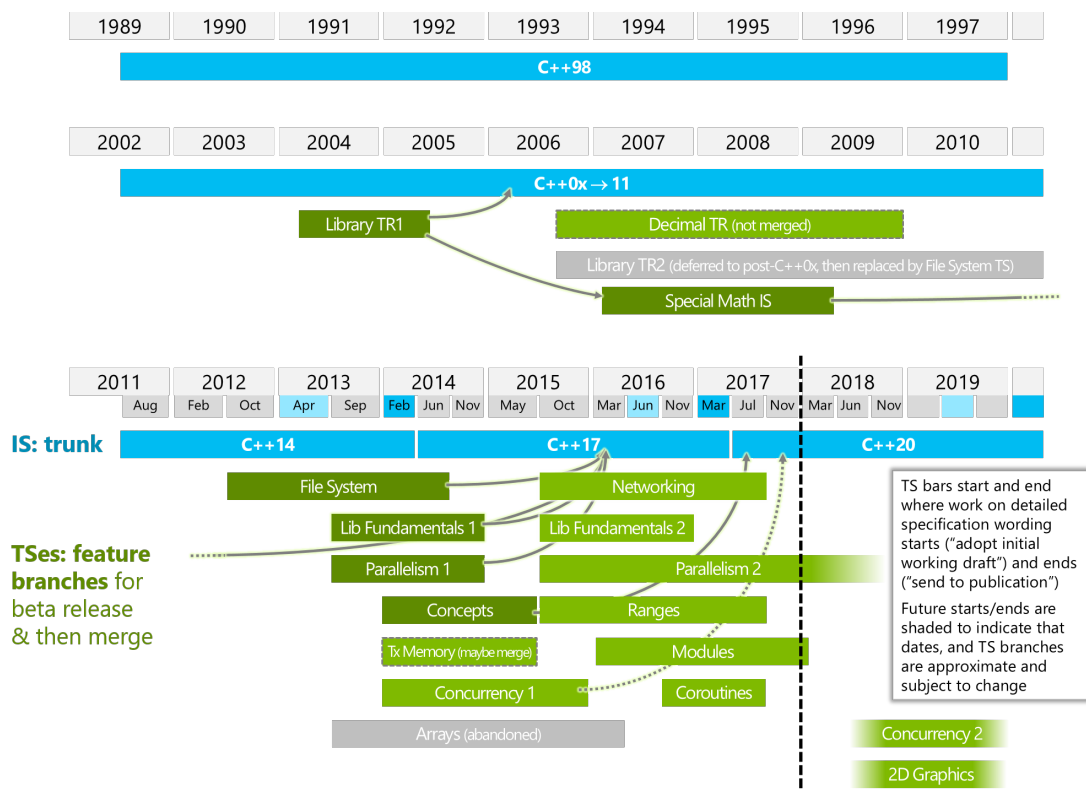 1989 1990 1991 1992 1993 1994 1995 1996 1997
C++98
2002 2003 2004 2005 2006 2007 2008 2009 2010
C++0x → 11
Library TR1
Decimal TR (not merged)
Library TR2 (deferred to post-C++0x, then replaced by File System TS)
Special Math IS
2011 2012 2013 2014 2015 2016 2017 2018 2019
Aug Feb Oct Apr Sep Feb Jun Nov May Oct Mar Jun Nov Mar Jul Nov Mar Jun Nov
IS: trunk
C++14 C++17 C++20
File System Networking
Lib Fundamentals 1 Lib Fundamentals 2
Parallelism 1 Parallelism 2
Concepts Ranges
Tx Memory (maybe merge) Modules
Concurrency 1 Coroutines
Arrays (abandoned)
Concurrency 2
2D Graphics
TSes: feature
branches for
beta release
& then merge
TS bars start and end
where work on detailed
specification wording
starts (“adopt initial
working draft”) and ends
(“send to publication”)
Future starts/ends are
shaded to indicate that
dates, and TS branches
are approximate and
subject to change